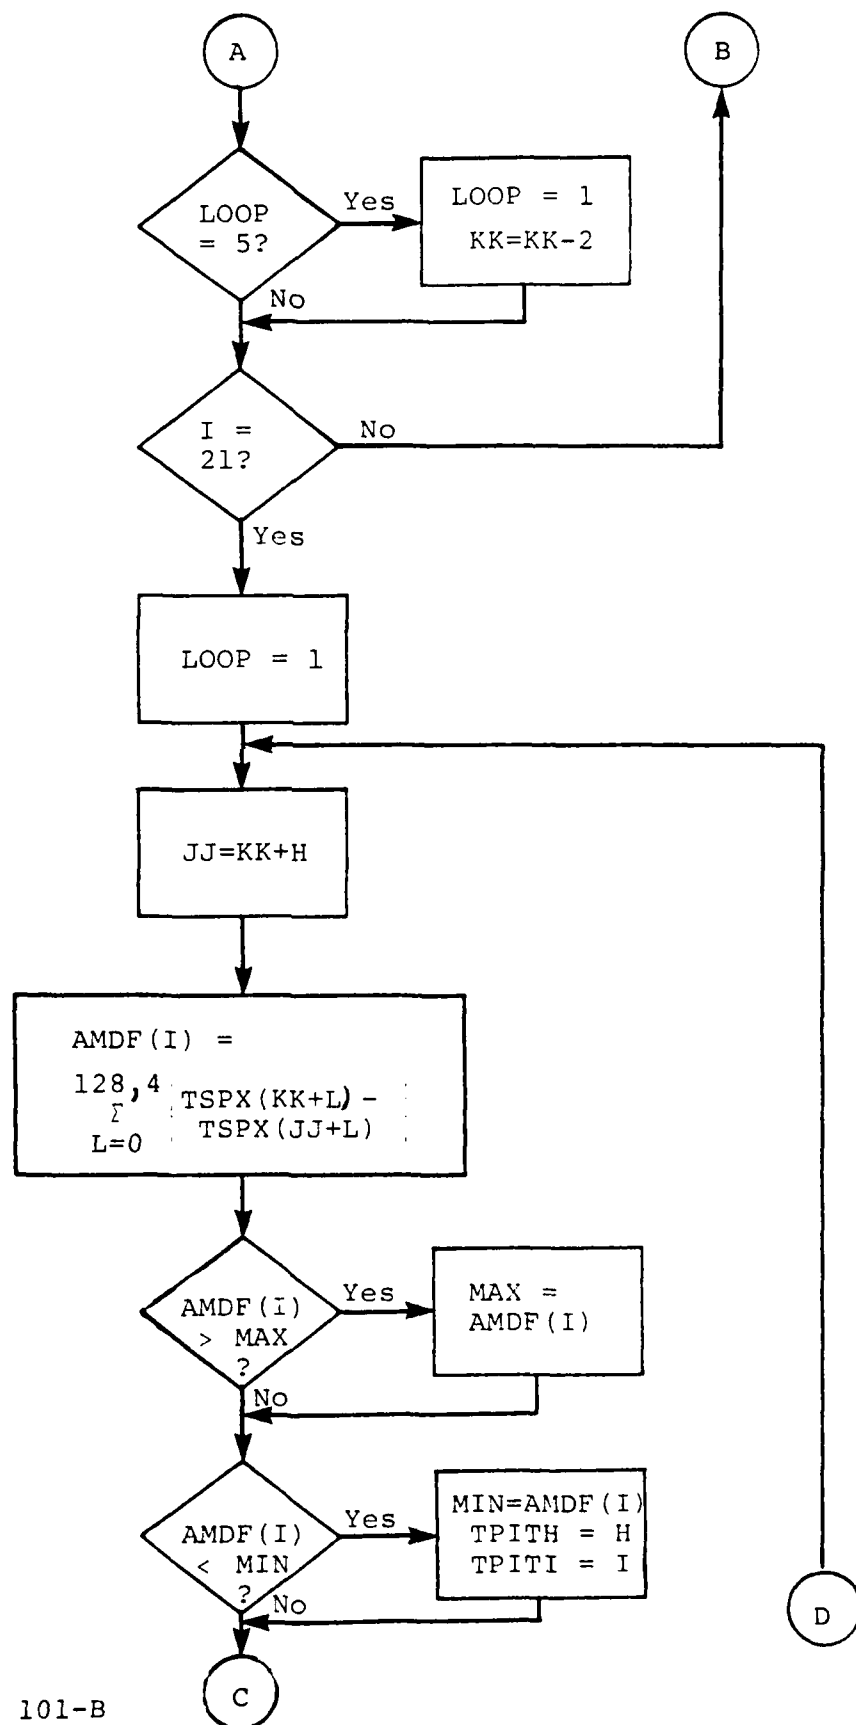 A
B
LOOP
= 5?
Yes
LOOP = 1
KK=KK-2
No
I =
21?
No
Yes
LOOP = 1
JJ=KK+H
AMDF(I) =
128,4
Σ
L=0
TSPX(KK+L) -
TSPX(JJ+L)
AMDF(I)
> MAX
?
Yes
MAX =
AMDF(I)
No
AMDF(I)
< MIN
?
Yes
MIN=AMDF(I)
TPITH = H
TPITI = I
No
D
C
101-B